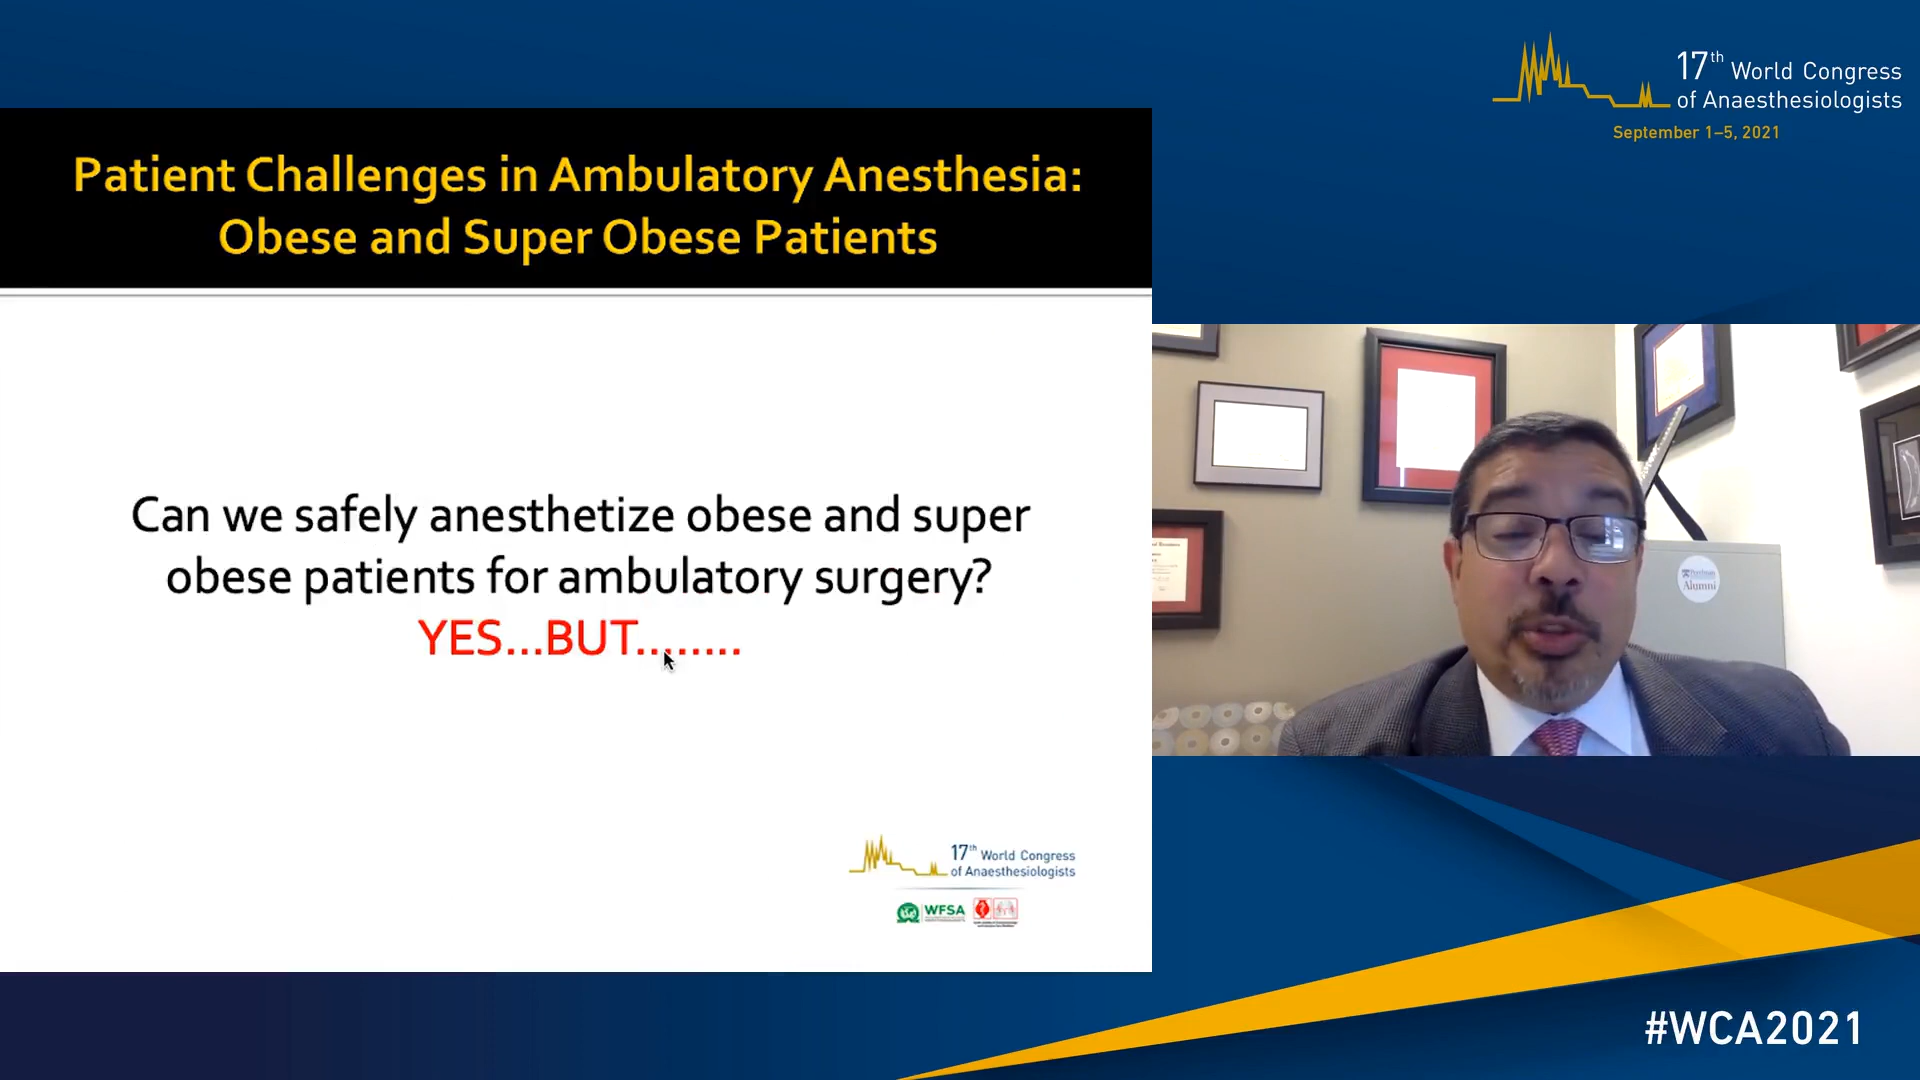 17th World Congress
of Anaesthesiologists
September 1–5, 2021
Patient Challenges in Ambulatory Anesthesia:
Obese and Super Obese Patients
Can we safely anesthetize obese and super
obese patients for ambulatory surgery?
YES...BUT........
17th World Congress
of Anaesthesiologists
WFSA
Alumni
#WCA2021